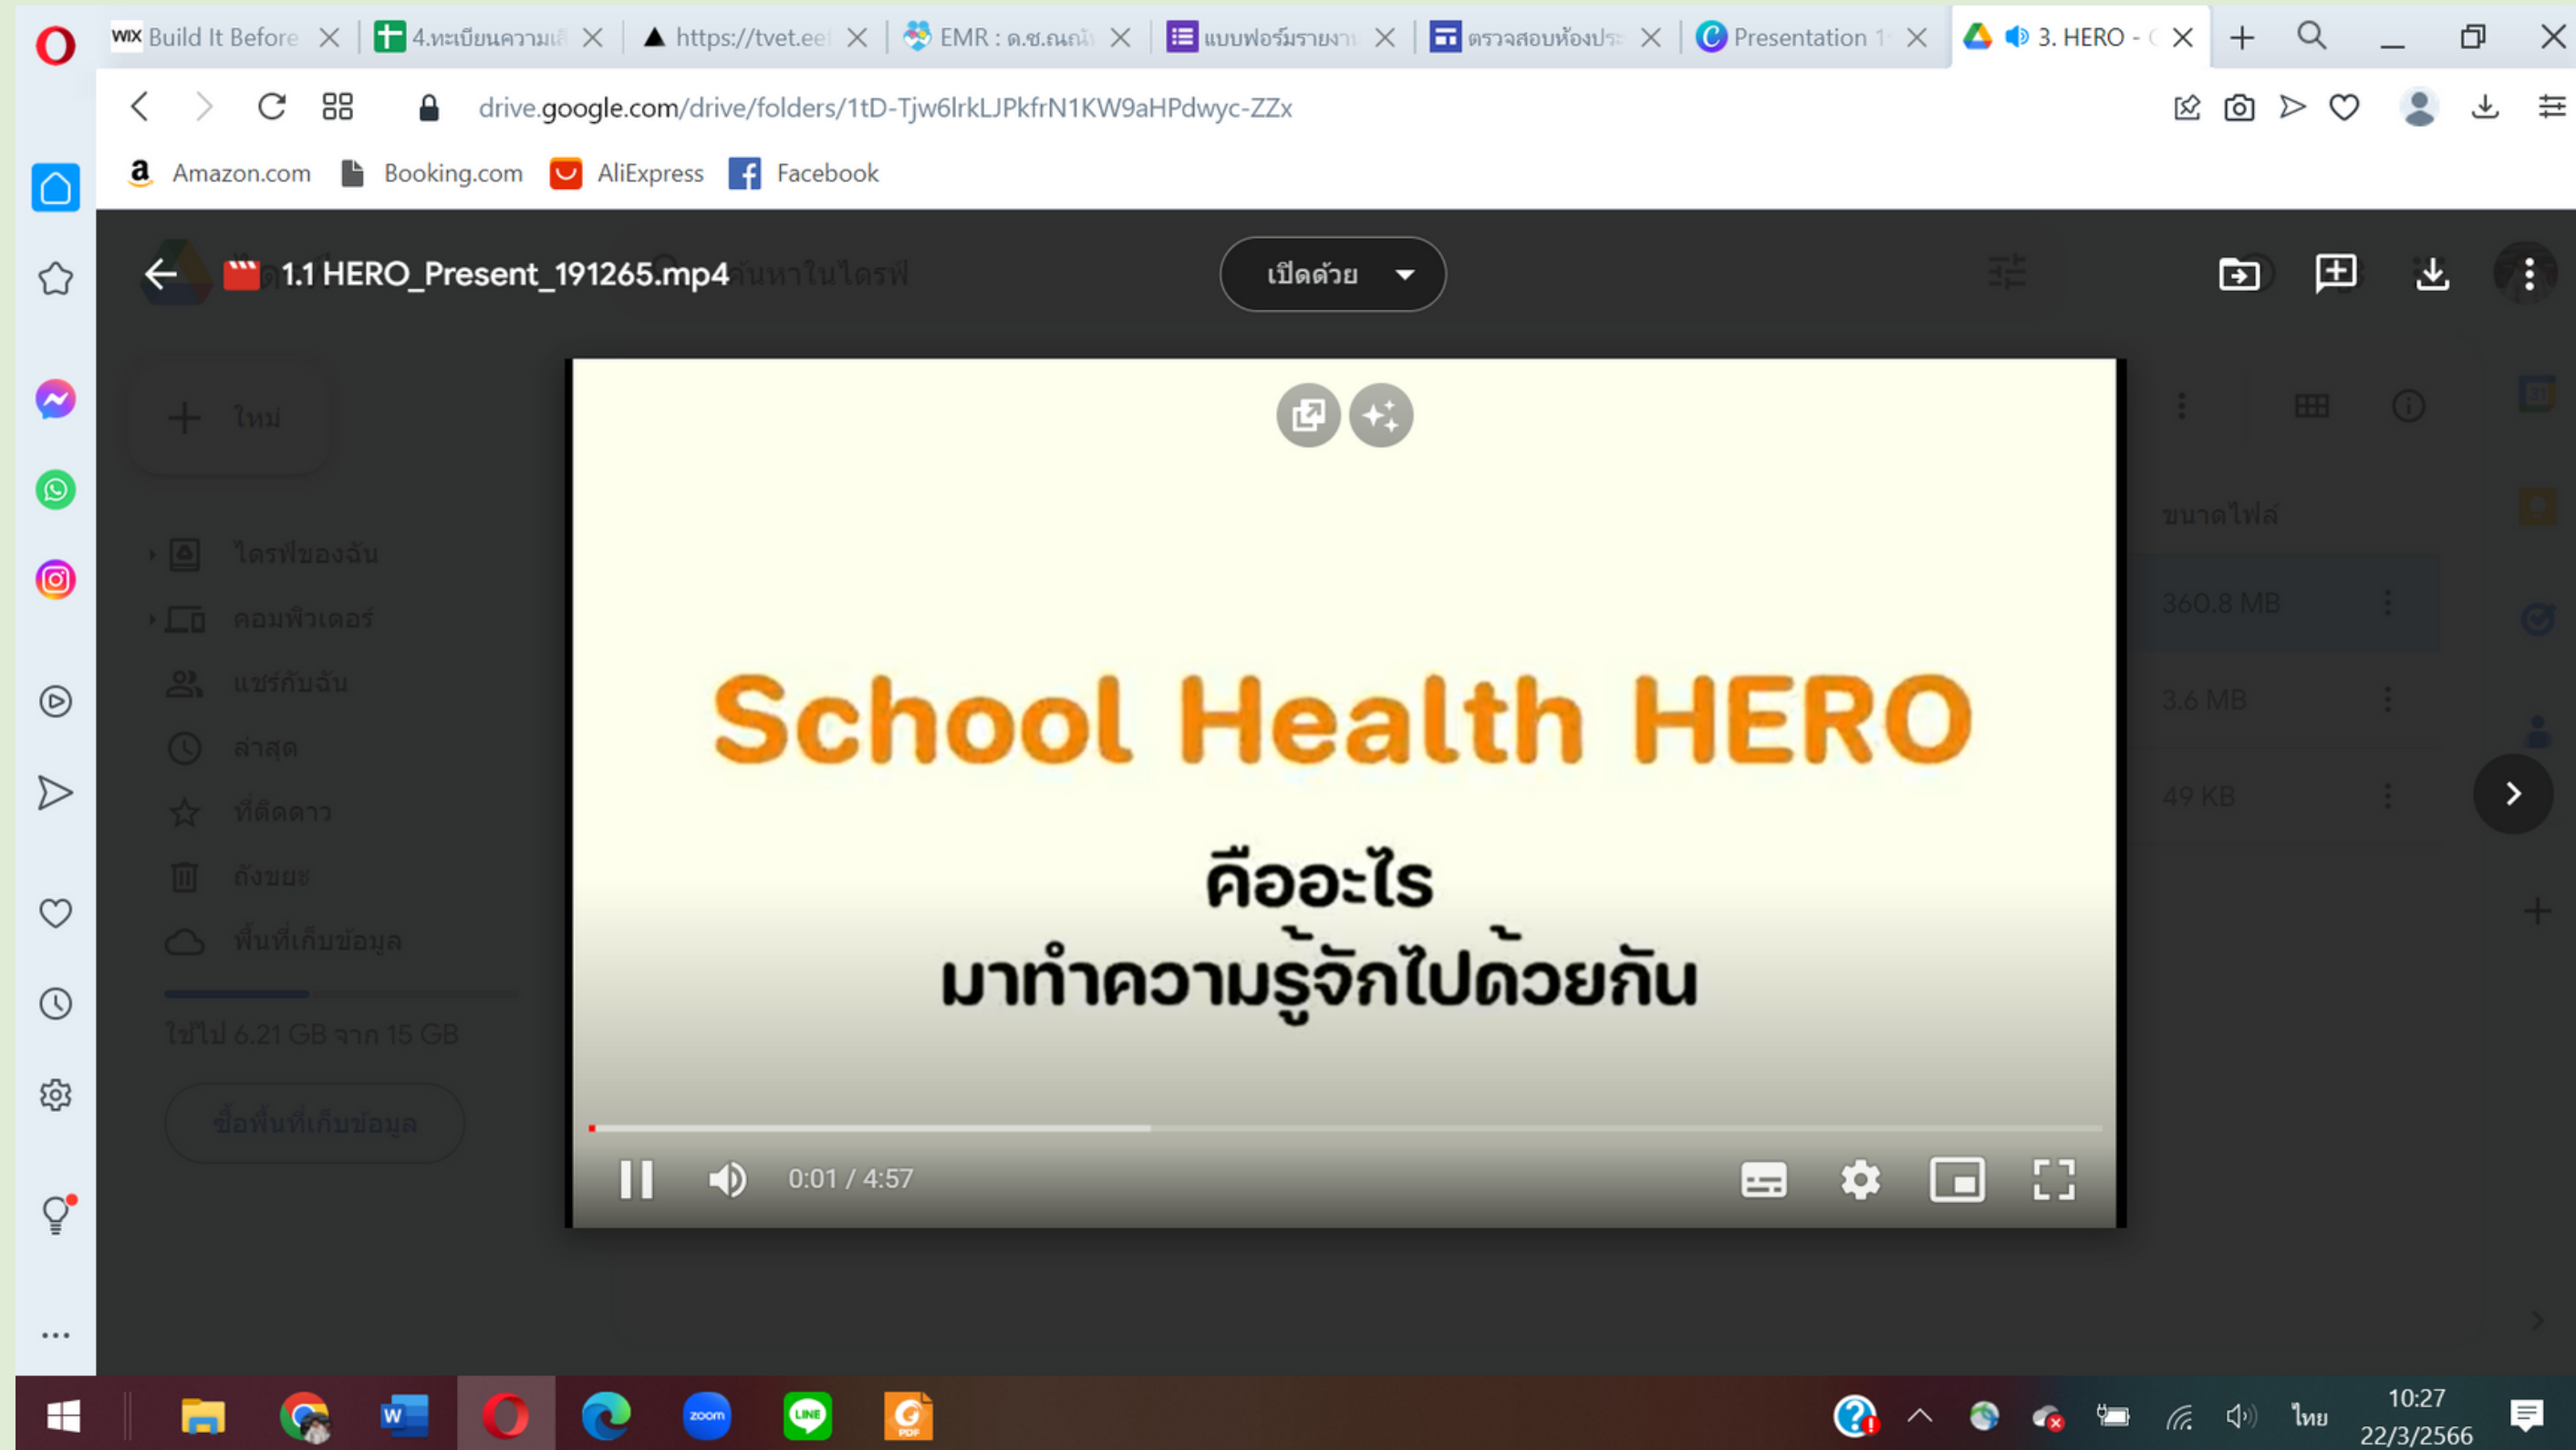 Build It Before
4.ทะเบียนความเสี
https://tvet.eef
EMR : ด.ช.ณณั
แบบฟอร์มรายงาน
ตรวจสอบห้องประ
Presentation 1
3. HERO -
drive.google.com/drive/folders/1tD-Tjw6lrkLJPkfrN1KW9aHPdwyc-ZZx
Amazon.com
Booking.com
AliExpress
Facebook
1.1 HERO_Present_191265.mp4
ค้นหาในไดรฟ์
เปิดด้วย
ใหม่
ไดรฟ์ของฉัน
คอมพิวเตอร์
แชร์กับฉัน
ล่าสุด
ที่ติดดาว
ถังขยะ
พื้นที่เก็บข้อมูล
ใช้ไป 6.21 GB จาก 15 GB
ซื้อพื้นที่เก็บข้อมูล
School Health HERO
คืออะไร
มาทำความรู้จักไปด้วยกัน
0:01 / 4:57
ขนาดไฟล์
360.8 MB
3.6 MB
49 KB
zoom
LINE
PDF
ไทย
10:27
22/3/2566